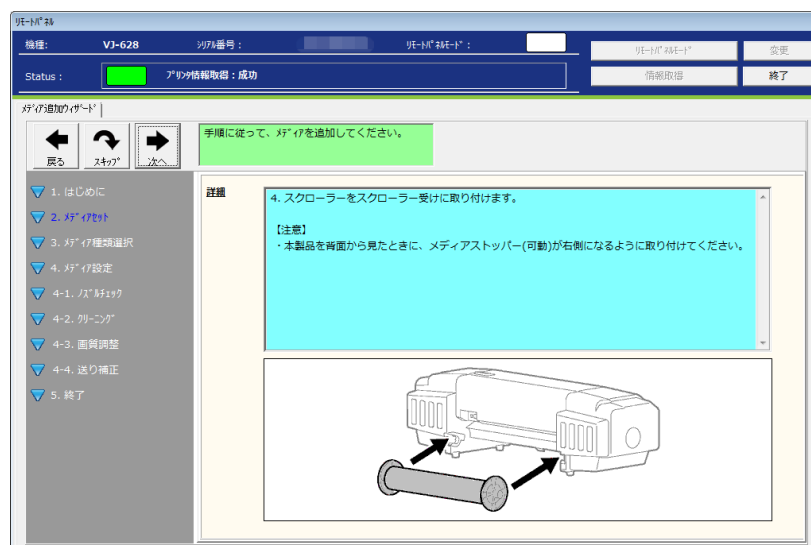 ﾘﾓｰﾄﾊﾟﾈﾙ
機種: VJ-628 ｼﾘｱﾙ番号： ﾘﾓｰﾄﾊﾟﾈﾙﾓｰﾄﾞ： ﾘﾓｰﾄﾊﾟﾈﾙﾓｰﾄﾞ 変更
Status： ﾌﾟﾘﾝﾀ情報取得：成功 情報取得 終了
ﾒﾃﾞｨｱ追加ｳｨｻﾞｰﾄﾞ
戻る ｽｷｯﾌﾟ 次へ
手順に従って、ﾒﾃﾞｨｱを追加してください。
1. はじめに
2. ﾒﾃﾞｨｱｾｯﾄ
3. ﾒﾃﾞｨｱ種類選択
4. ﾒﾃﾞｨｱ設定
4-1. ﾉｽﾞﾙﾁｪｯｸ
4-2. ｸﾘｰﾆﾝｸﾞ
4-3. 画質調整
4-4. 送り補正
5. 終了
詳細
4. スクローラーをスクローラー受けに取り付けます。
【注意】
・本製品を背面から見たときに、メディアストッパー(可動)が右側になるように取り付けてください。